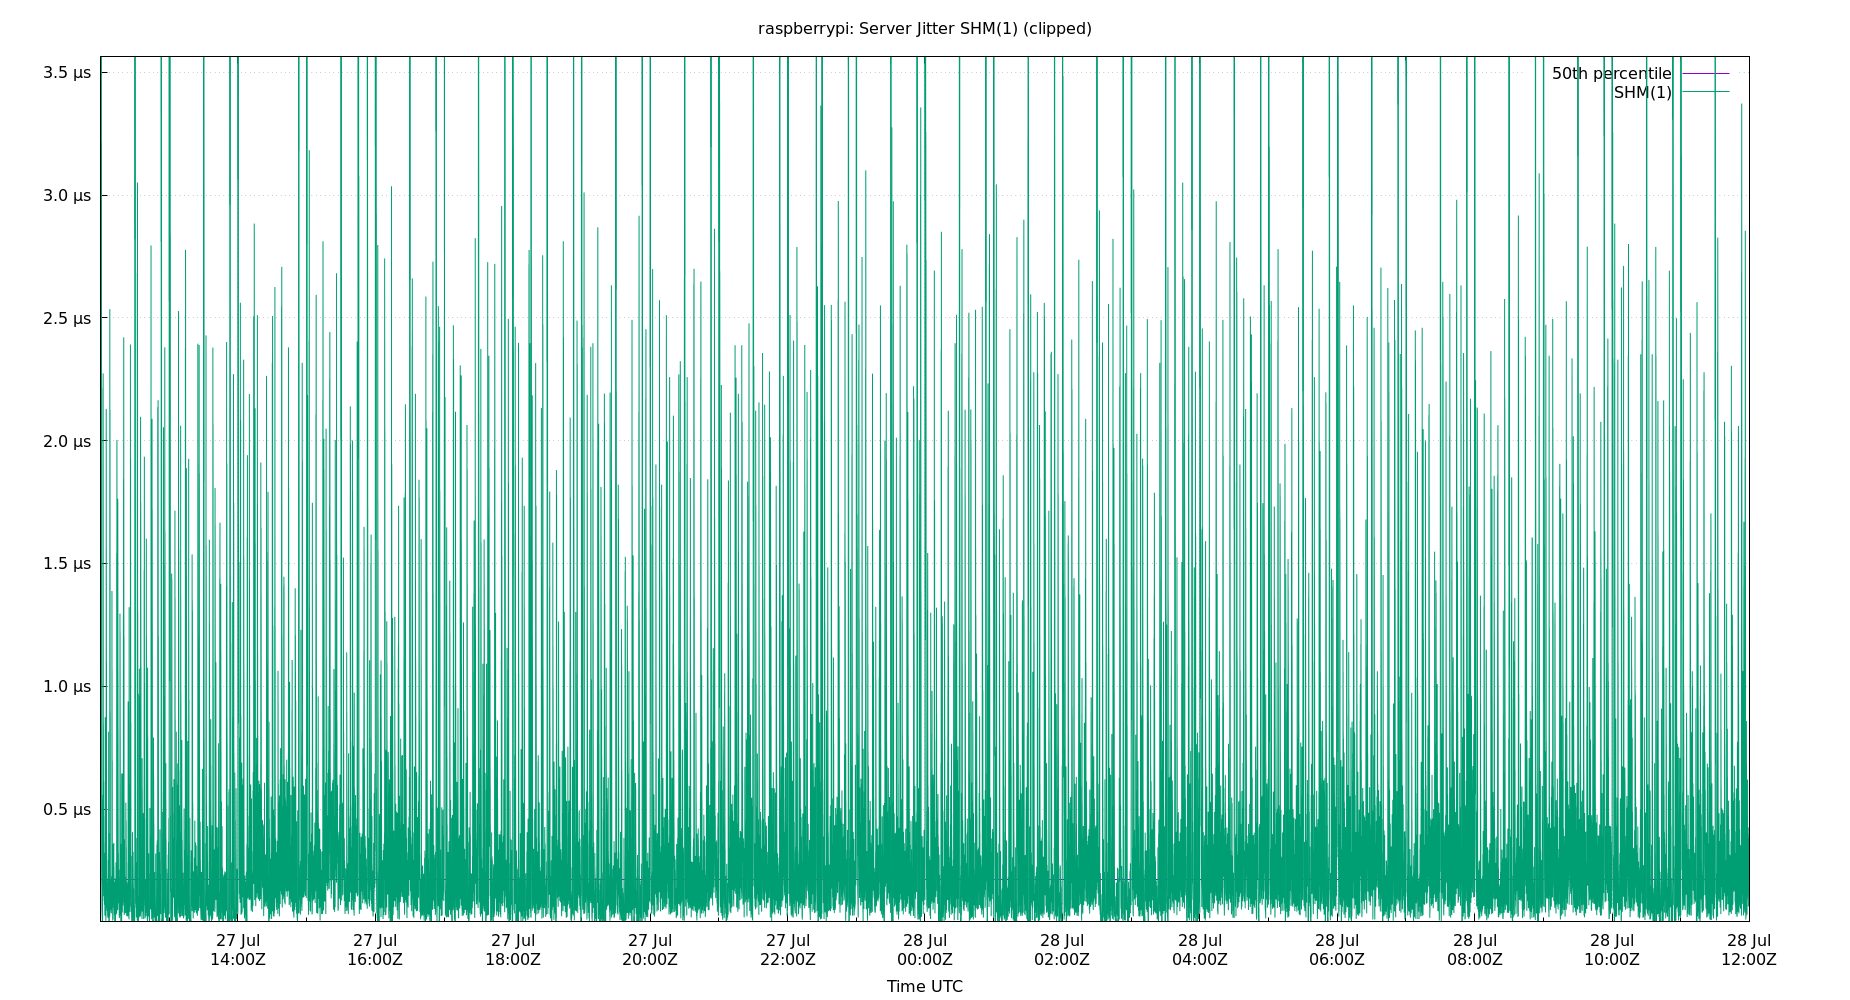 raspberrypi: Server Jitter SHM(1) (clipped)
3.5 µs
3.0 µs
2.5 µs
2.0 µs
1.5 µs
1.0 µs
0.5 µs
50th percentile
SHM(1)
27 Jul 27 Jul 27 Jul 27 Jul 27 Jul 28 Jul 28 Jul 28 Jul 28 Jul 28 Jul 28 Jul 28 Jul
14:00Z 16:00Z 18:00Z 20:00Z 22:00Z 00:00Z 02:00Z 04:00Z 06:00Z 08:00Z 10:00Z 12:00Z
Time UTC